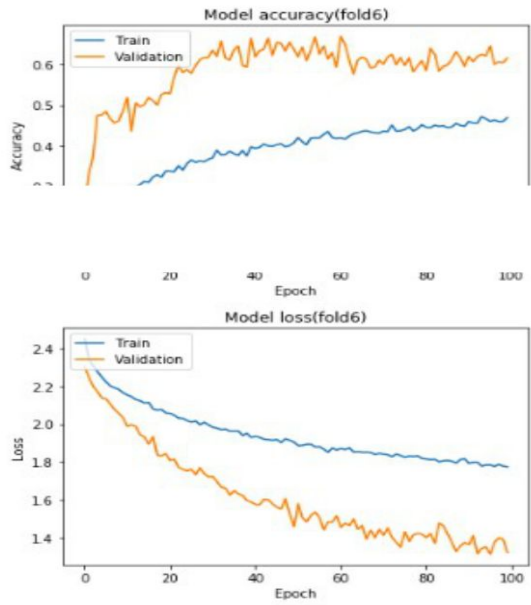 Model accuracy(fold6)
Train
Validation
0.6
0.5
0.4
Accuracy
0 20 40 60 80 100
Epoch
Model loss(fold6)
Train
Validation
2.4
2.2
2.0
1.8
1.6
1.4
Loss
0 20 40 60 80 100
Epoch